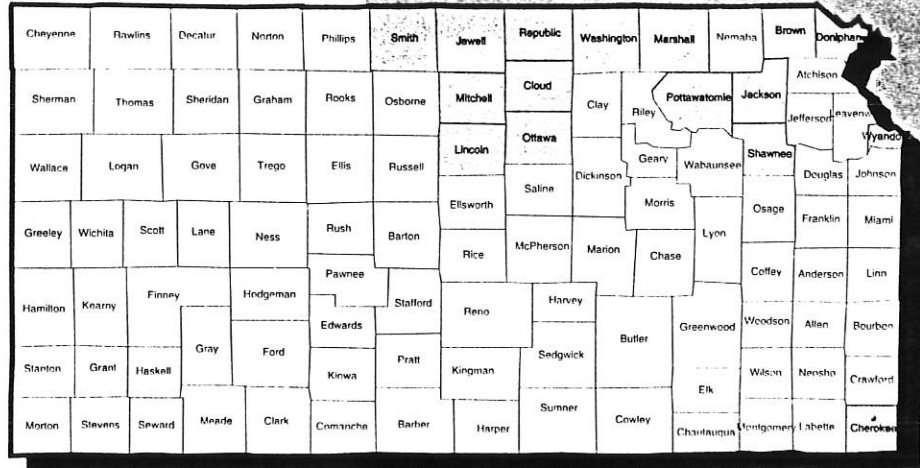 Cheyenne Rawlins Decatur Norton Phillips Smith Jewell Republic Washington Marshall Nemaha Brown Doniphan
Atchison
Sherman Thomas Sheridan Graham Rooks Osborne Mitchell Cloud Clay Riley Pottawatomie Jackson
Jefferson Leavenw
Wyando
Wallace Logan Gove Trego Ellis Russell Lincoln Ottawa Dickinson Geary Wabaunsee Shawnee Douglas Johnson
Saline
Ellsworth Morris
Greeley Wichita Scott Lane Ness Rush Barton Lyon Osage Franklin Miami
Rice McPherson Marion Chase
Pawnee Coffey Anderson Linn
Hamilton Kearny Finney Hodgeman Stafford Reno Harvey
Edwards Butler Greenwood Woodson Allen Bourbon
Gray Ford
Stanton Grant Haskell Kinwa Pratt Kingman Sedgwick Wilson Neosho Crawford
Elk
Morton Stevens Seward Meade Clark Comanche Barber Harper Sumner Cowley Chautauqua Montgomery Labette Cherokee